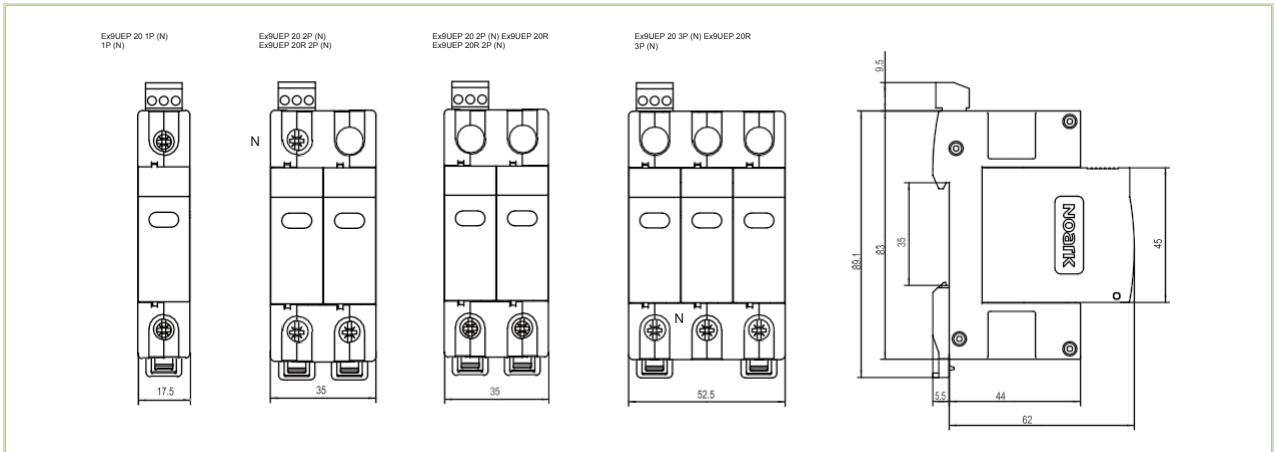 Ex9UEP 20 1P (N)
1P (N)
Ex9UEP 20 2P (N)
Ex9UEP 20R 2P (N)
Ex9UEP 20 2P (N) Ex9UEP 20R
Ex9UEP 20R 2P (N)
Ex9UEP 20 3P (N) Ex9UEP 20R
3P (N)
N
N
17.5
35
35
52.5
9.5
89.1
83
35
NOARK
45
5.5
44
62